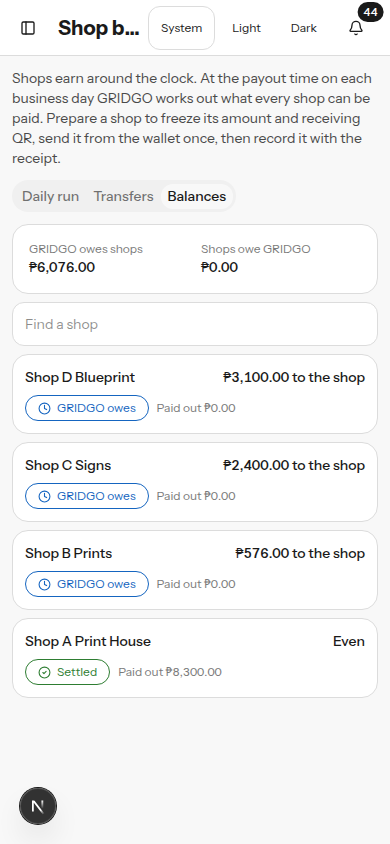 Shop b...
System
Light
Dark
44
Shops earn around the clock. At the payout time on each
business day GRIDGO works out what every shop can be
paid. Prepare a shop to freeze its amount and receiving
QR, send it from the wallet once, then record it with the
receipt.
Daily run
Transfers
Balances
GRIDGO owes shops
Shops owe GRIDGO
₱6,076.00
₱0.00
Find a shop
Shop D Blueprint
₱3,100.00 to the shop
GRIDGO owes
Paid out ₱0.00
Shop C Signs
₱2,400.00 to the shop
GRIDGO owes
Paid out ₱0.00
Shop B Prints
₱576.00 to the shop
GRIDGO owes
Paid out ₱0.00
Shop A Print House
Even
Settled
Paid out ₱8,300.00
N